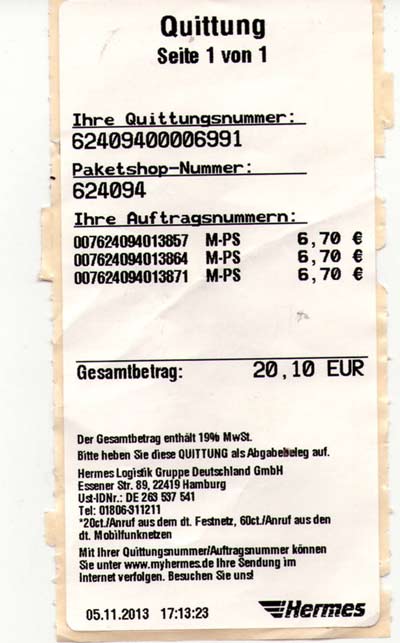 Quittung
Seite 1 von 1
Ihre Quittungsnummer:
62409400006991
Paketshop-Nummer:
624094
Ihre Auftragsnummern:
007624094013857 M-PS 6,70 €
007624094013864 M-PS 6,70 €
007624094013871 M-PS 6,70 €
Gesamtbetrag: 20,10 EUR
Der Gesamtbetrag enthält 19% MwSt.
Bitte heben Sie diese QUITTUNG als Abgabebeleg auf.
Hermes Logistik Gruppe Deutschland GmbH
Essener Str. 89, 22419 Hamburg
Ust-IDNr.: DE 263 537 541
Tel: 01806-311211
*20ct./Anruf aus dem dt. Festnetz, 60ct./Anruf aus den
dt. Mobilfunknetzen
Mit Ihrer Quittungsnummer/Auftragsnummer können
Sie unter www.myhermes.de Ihre Sendung im
Internet verfolgen. Besuchen Sie uns!
05.11.2013 17:13:23 Hermes